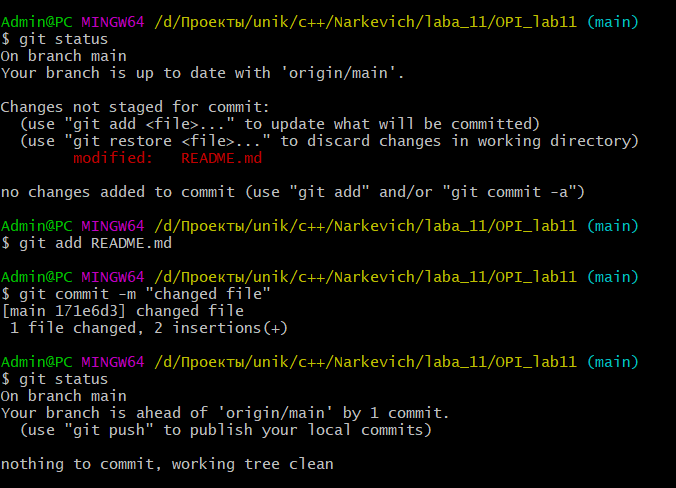 Admin@PC MINGW64 /d/Проекты/unik/c++/Narkevich/laba_11/OPI_lab11 (main)
$ git status
On branch main
Your branch is up to date with 'origin/main'.
Changes not staged for commit:
(use "git add <file>..." to update what will be committed)
(use "git restore <file>..." to discard changes in working directory)
modified: README.md
no changes added to commit (use "git add" and/or "git commit -a")
Admin@PC MINGW64 /d/Проекты/unik/c++/Narkevich/laba_11/OPI_lab11 (main)
$ git add README.md
Admin@PC MINGW64 /d/Проекты/unik/c++/Narkevich/laba_11/OPI_lab11 (main)
$ git commit -m "changed file"
[main 171e6d3] changed file
1 file changed, 2 insertions(+)
Admin@PC MINGW64 /d/Проекты/unik/c++/Narkevich/laba_11/OPI_lab11 (main)
$ git status
On branch main
Your branch is ahead of 'origin/main' by 1 commit.
(use "git push" to publish your local commits)
nothing to commit, working tree clean